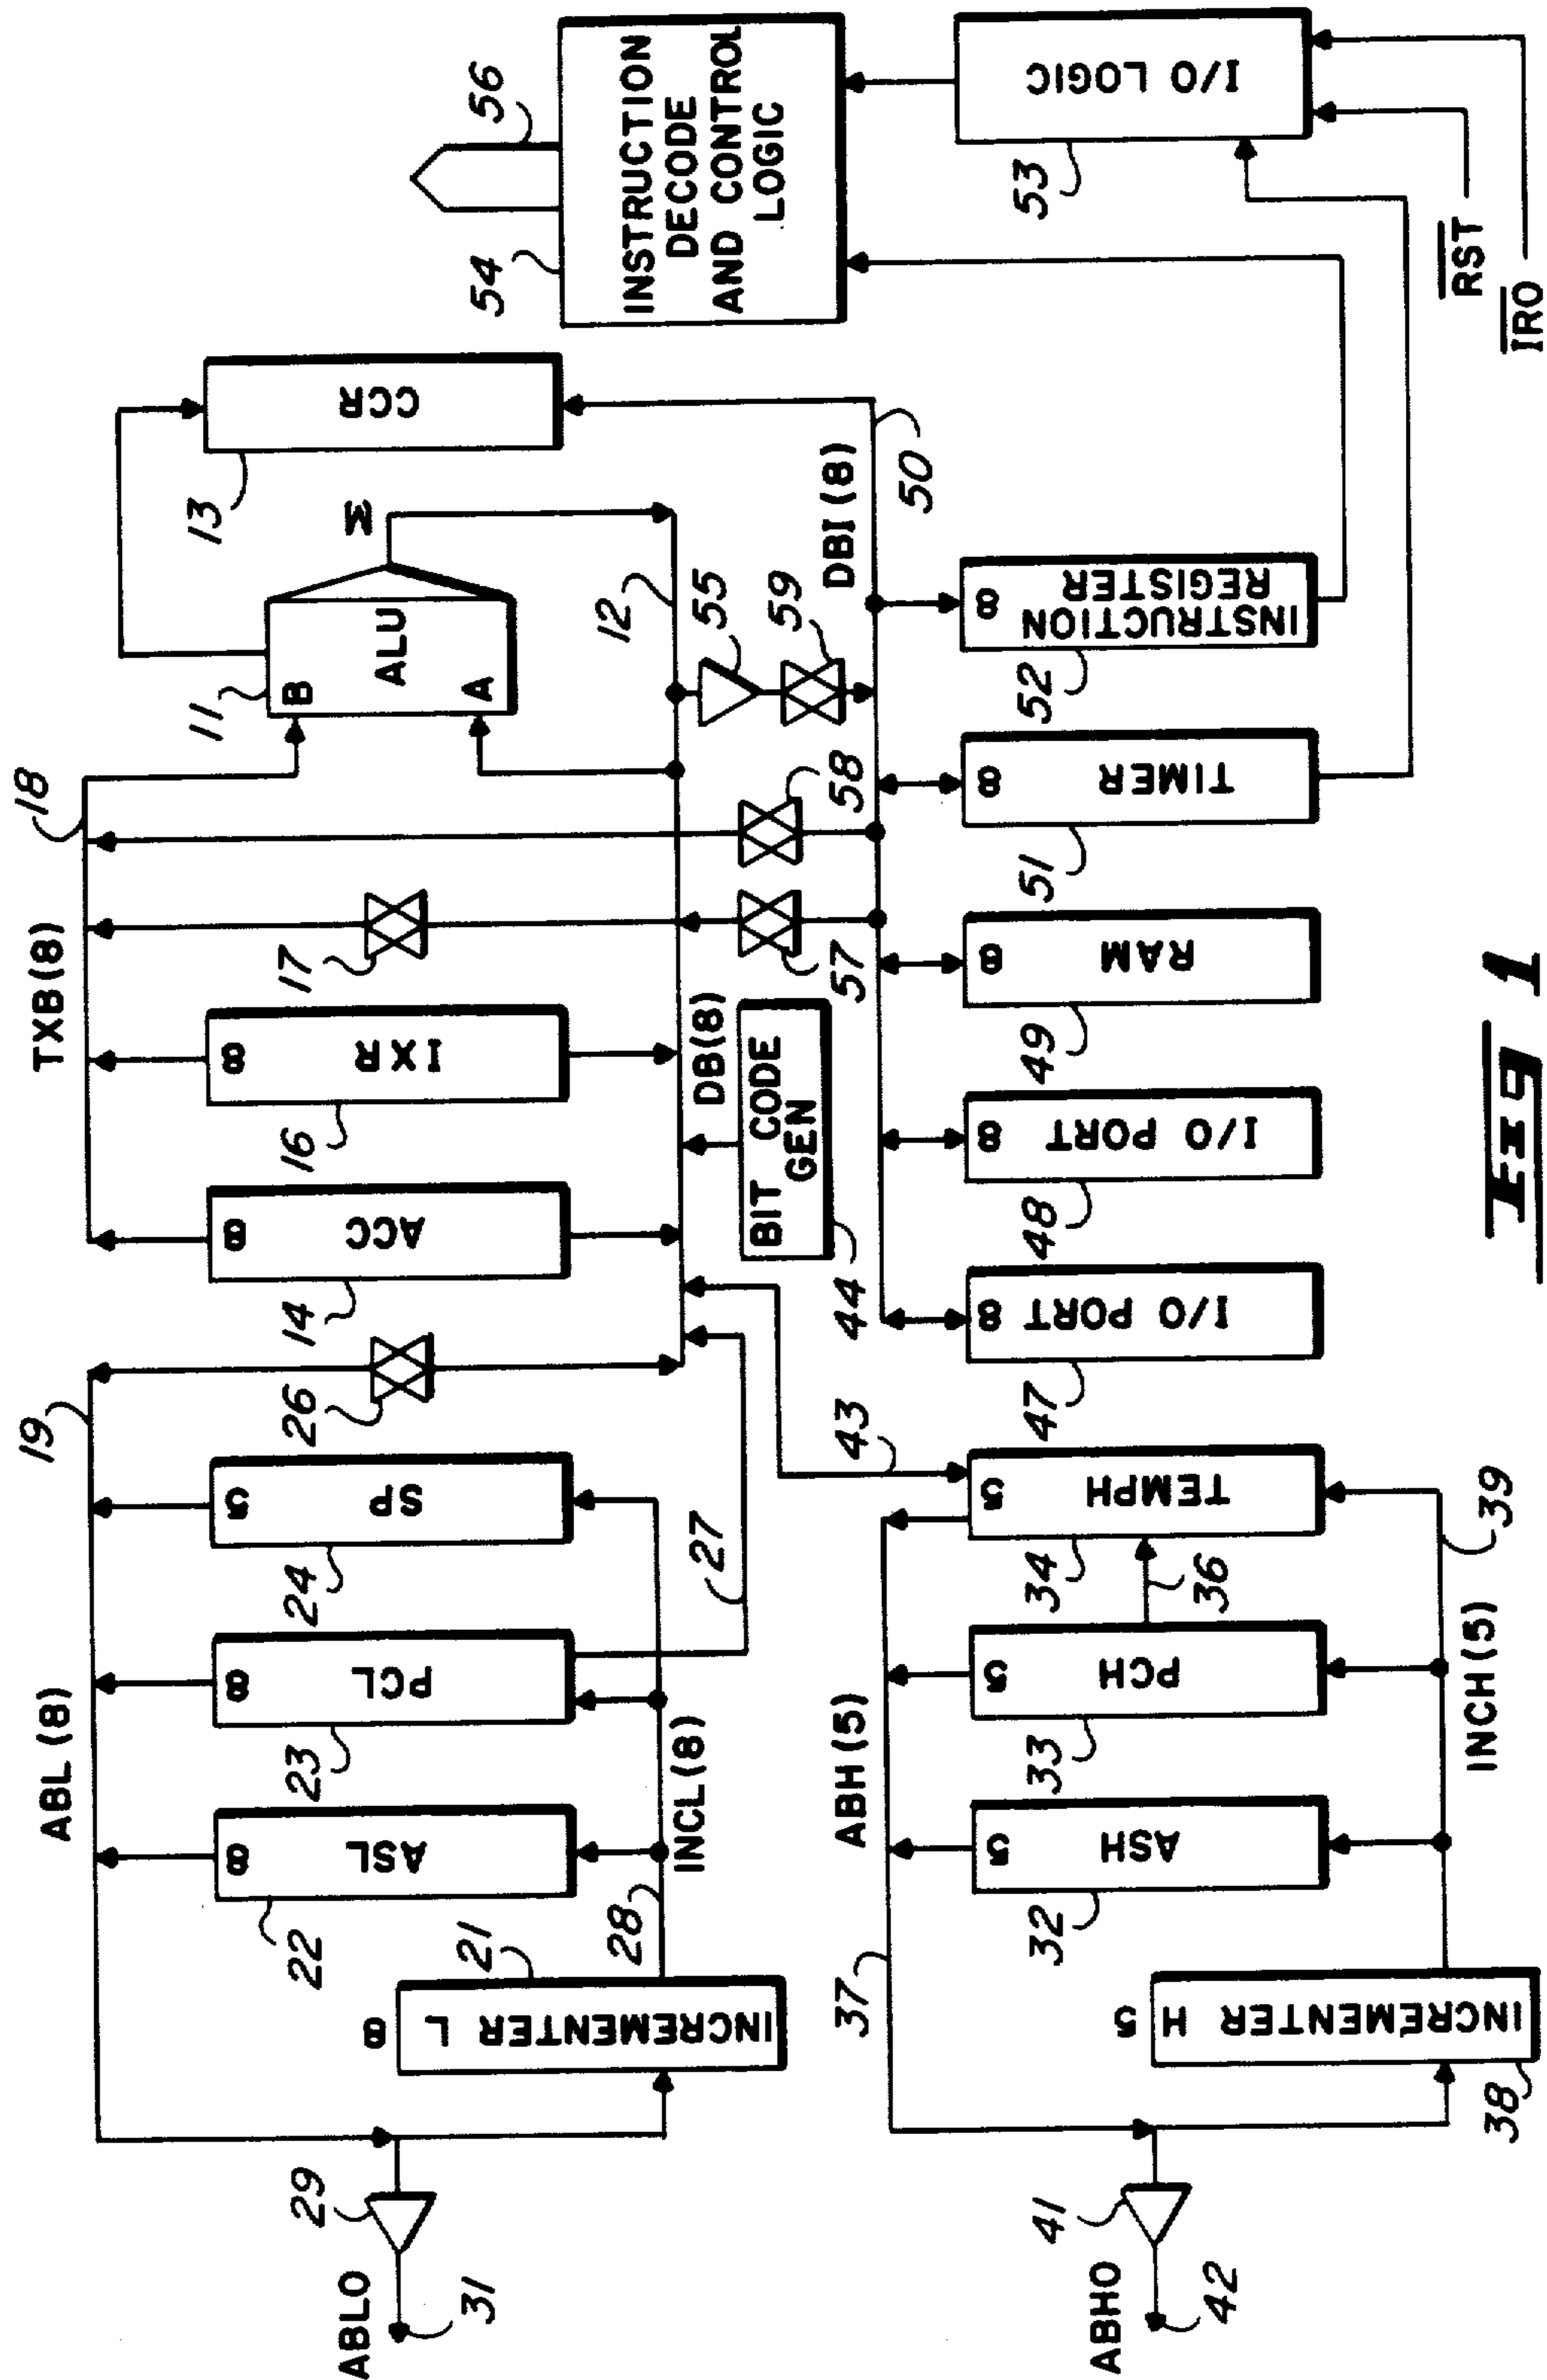 ABL (8)
19
TXB (8)
18
22
8
ASL
23
8
PCL
24
5
SP
26
14
8
ACC
16
8
IXR
17
11
B
ALU
A
Σ
13
CCR
54
56
INSTRUCTION
DECODE
AND CONTROL
LOGIC
29
ABLO
31
8
INCREMENTER L
21
28
INCL (8)
27
DB(8)
12
BIT CODE
GEN
44
57
58
55
59
DBI (8)
50
37
ABH (5)
43
32
5
ASH
33
5
PCH
36
34
5
TEMPH
47
8
I/O PORT
48
8
I/O PORT
49
8
RAM
51
8
TIMER
52
8
INSTRUCTION
REGISTER
53
I/O LOGIC
41
ABHO
42
5
INCREMENTER H
38
INCH (5)
39
RST
IRO
FIG 1